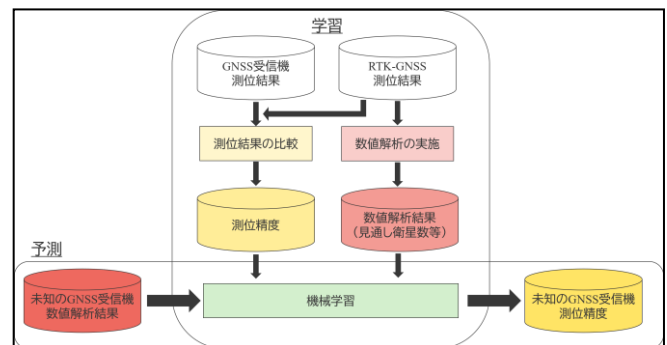 学習
GNSS受信機
測位結果
RTK-GNSS
測位結果
測位結果の比較
数値解析の実施
測位精度
数値解析結果
(見通し衛星数等)
予測
未知のGNSS受信機
数値解析結果
機械学習
未知のGNSS受信機
測位精度